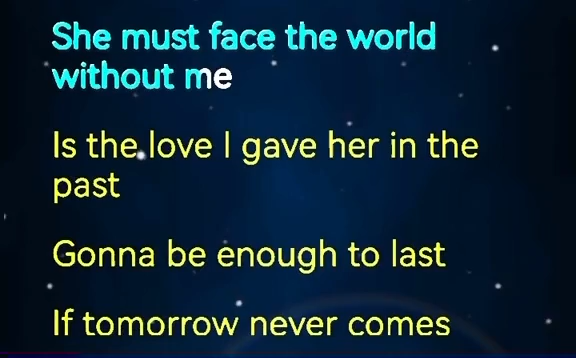 She must face the world
without me
Is the love I gave her in the
past
Gonna be enough to last
If tomorrow never comes